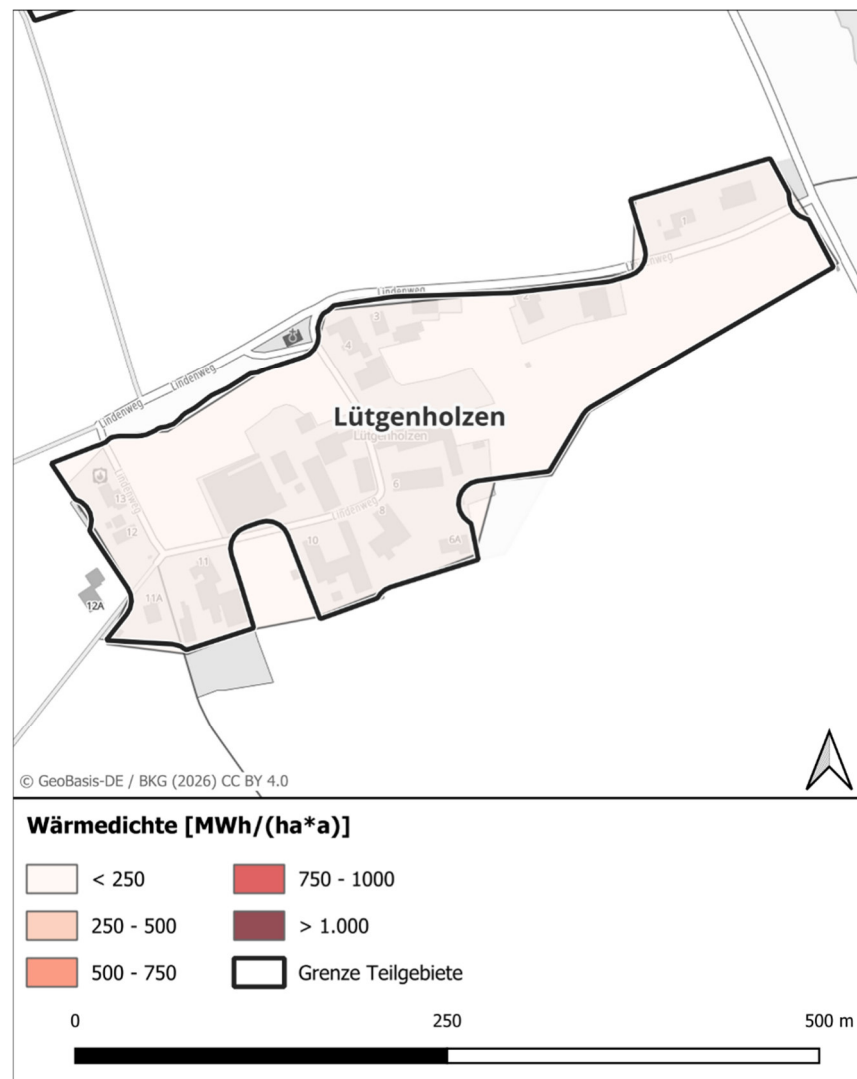 1
Lindenweg
Lindenweg
2
3
4
Lindenweg
Lindenweg
Lütgenholzen
Lütgenholzen
Lindenweg
13
6
Lindenweg
8
12
10
6A
11
11A
12A
© GeoBasis-DE / BKG (2026) CC BY 4.0
Wärmedichte [MWh/(ha*a)]
< 250
750 - 1000
250 - 500
> 1.000
500 - 750
Grenze Teilgebiete
0
250
500 m